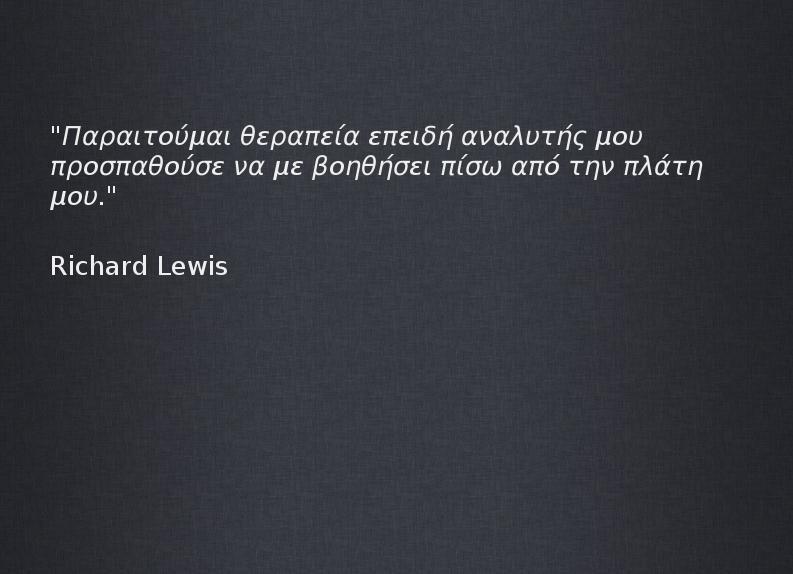 "Παραιτούμαι θεραπεία επειδή αναλυτής μου
προσπαθούσε να με βοηθήσει πίσω από την πλάτη
μου."
Richard Lewis